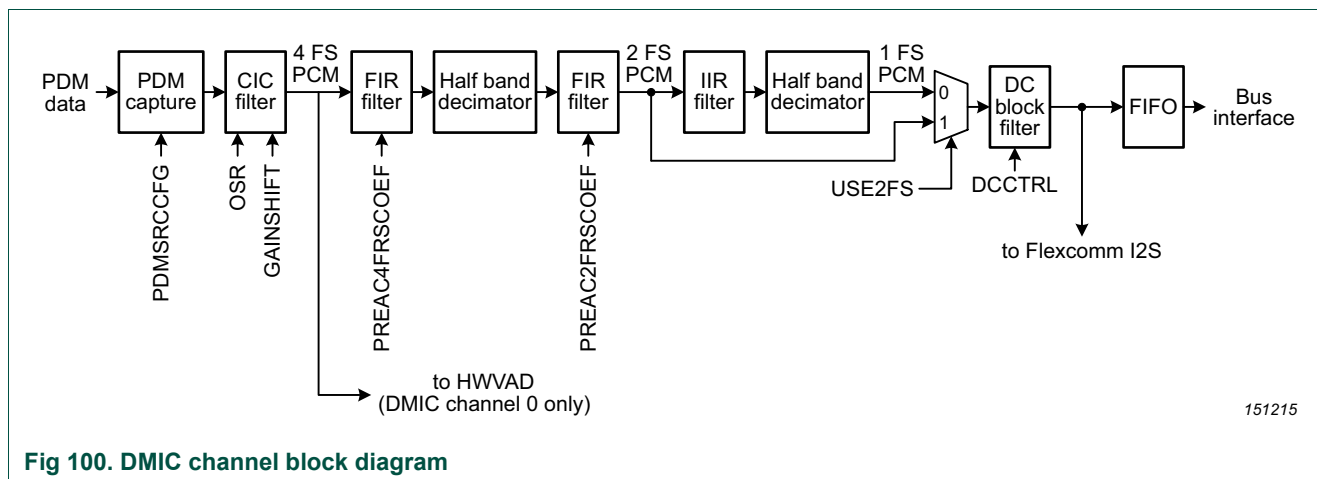 4 FS
PCM
2 FS
PCM
1 FS
PCM
PDM
data
PDM
capture
CIC
filter
FIR
filter
Half band
decimator
FIR
filter
IIR
filter
Half band
decimator
0
1
DC
block
filter
FIFO
Bus
interface
PDMSRCCFG
OSR
GAINSHIFT
PREAC4FRSCOEF
PREAC2FRSCOEF
USE2FS
DCCTRL
to Flexcomm I2S
to HWVAD
(DMIC channel 0 only)
151215
Fig 100. DMIC channel block diagram